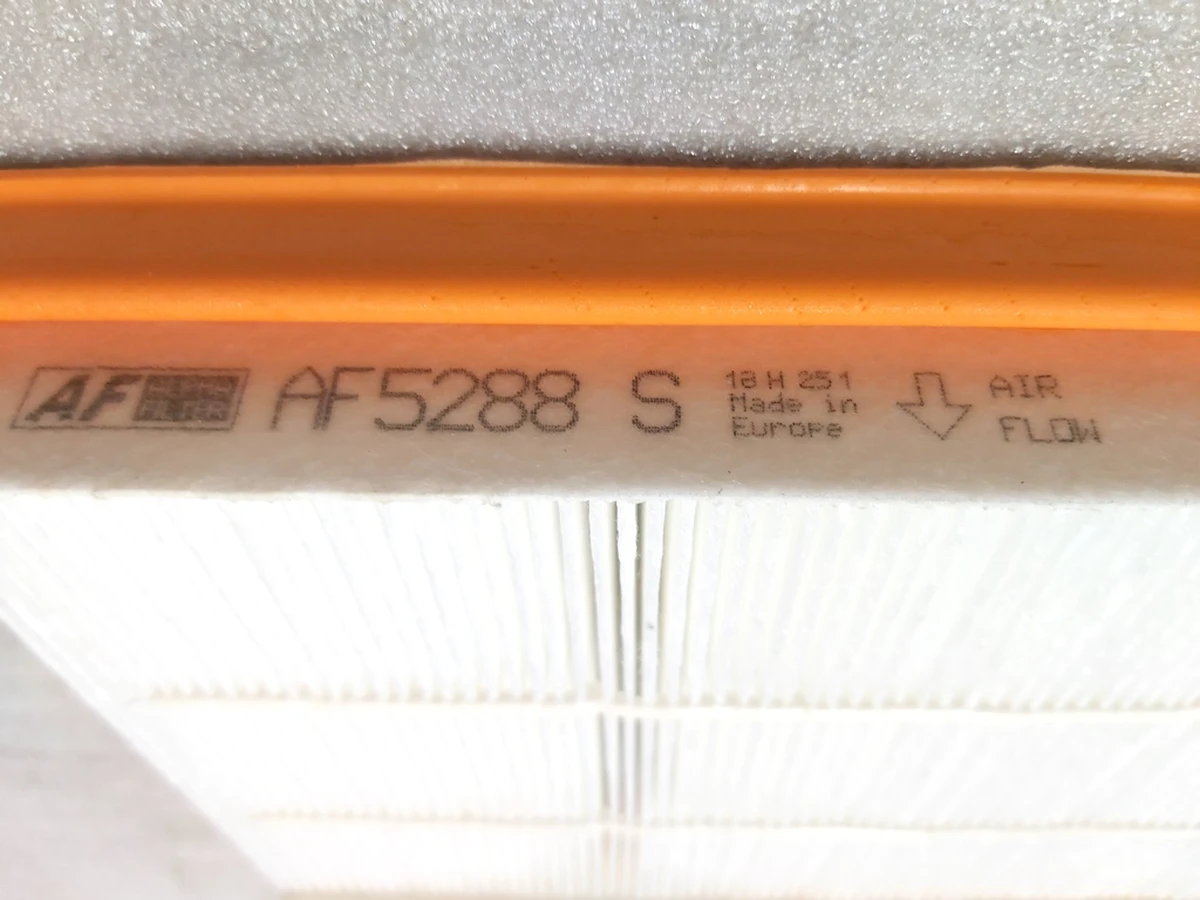 AF
AF5288 S
18 H 251
Made in
Europe
AIR
FLOW